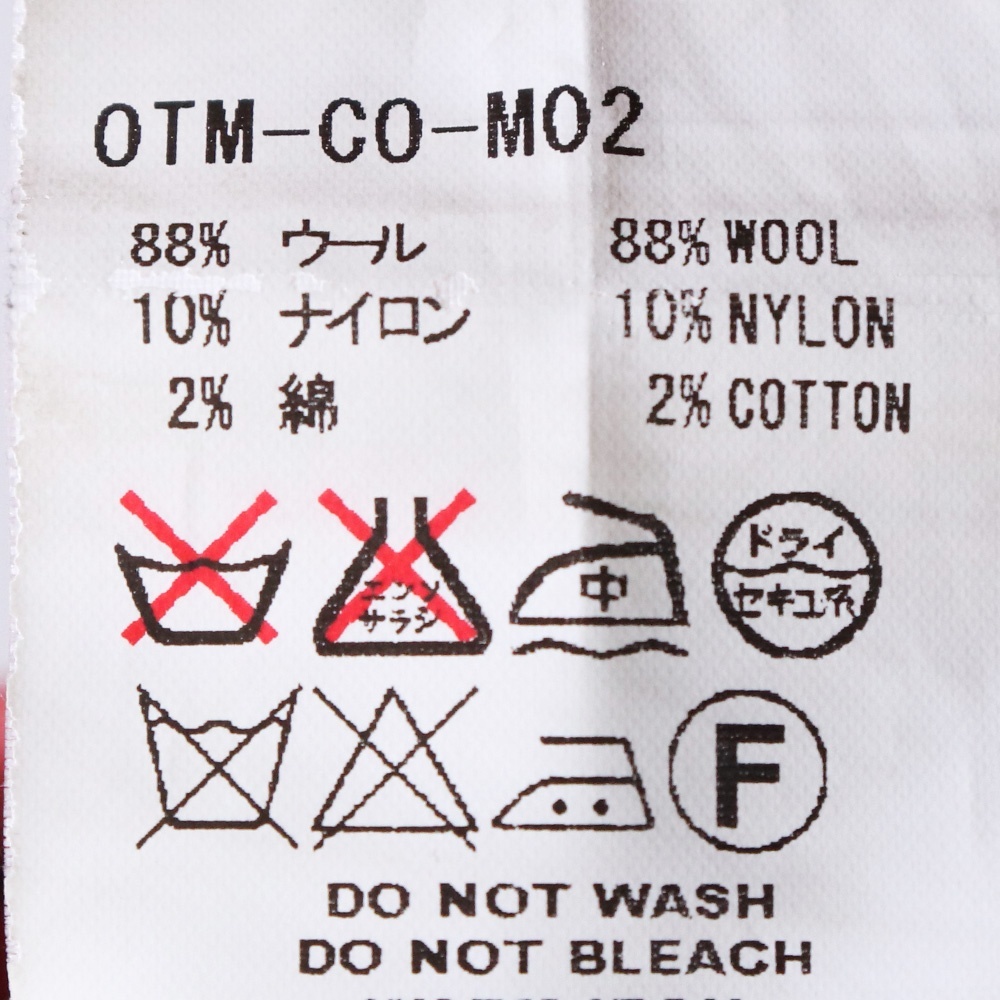 OTM-CO-MO2
88% ウール 88% WOOL
10% ナイロン 10% NYLON
2% 綿 2% COTTON
エンソサラシ 中 ドライ
セキユ系
F
DO NOT WASH
DO NOT BLEACH